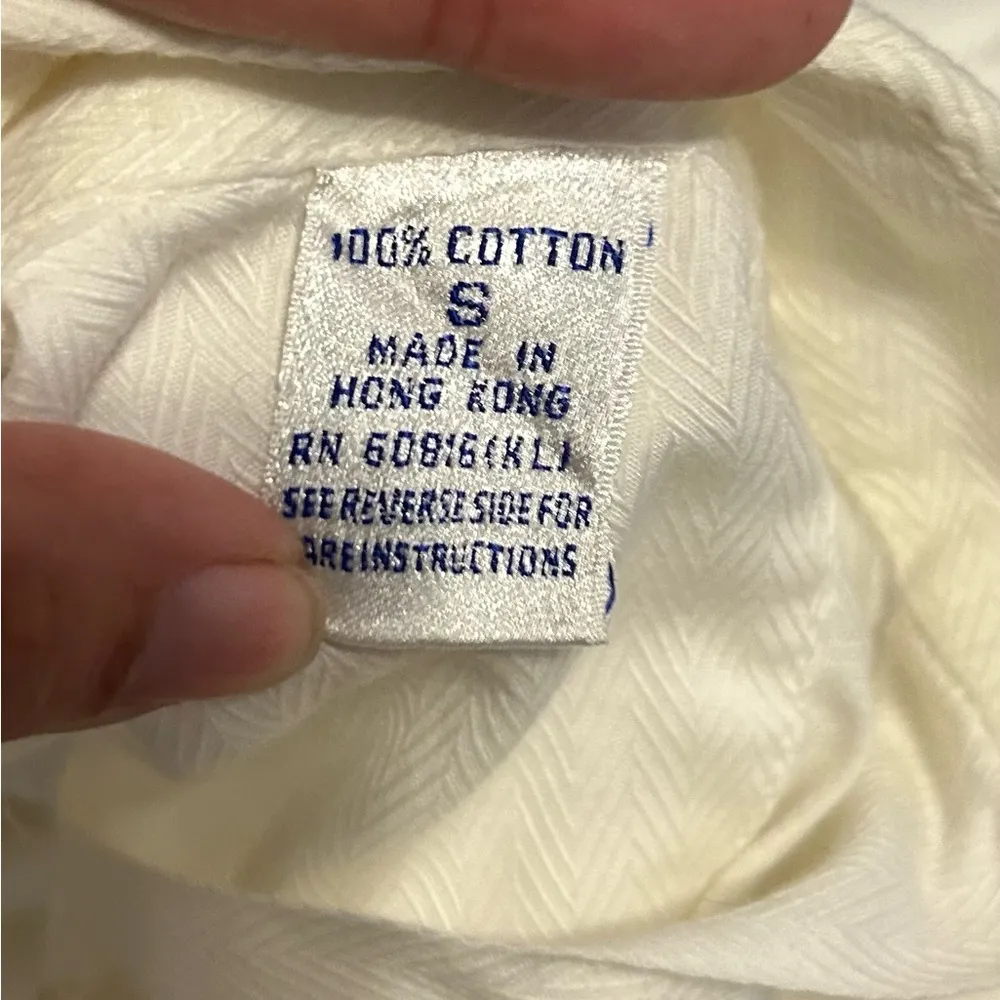 100% COTTON
S
MADE IN
HONG KONG
RN 60816 (KL)
SEE REVERSE SIDE FOR
ARE INSTRUCTIONS